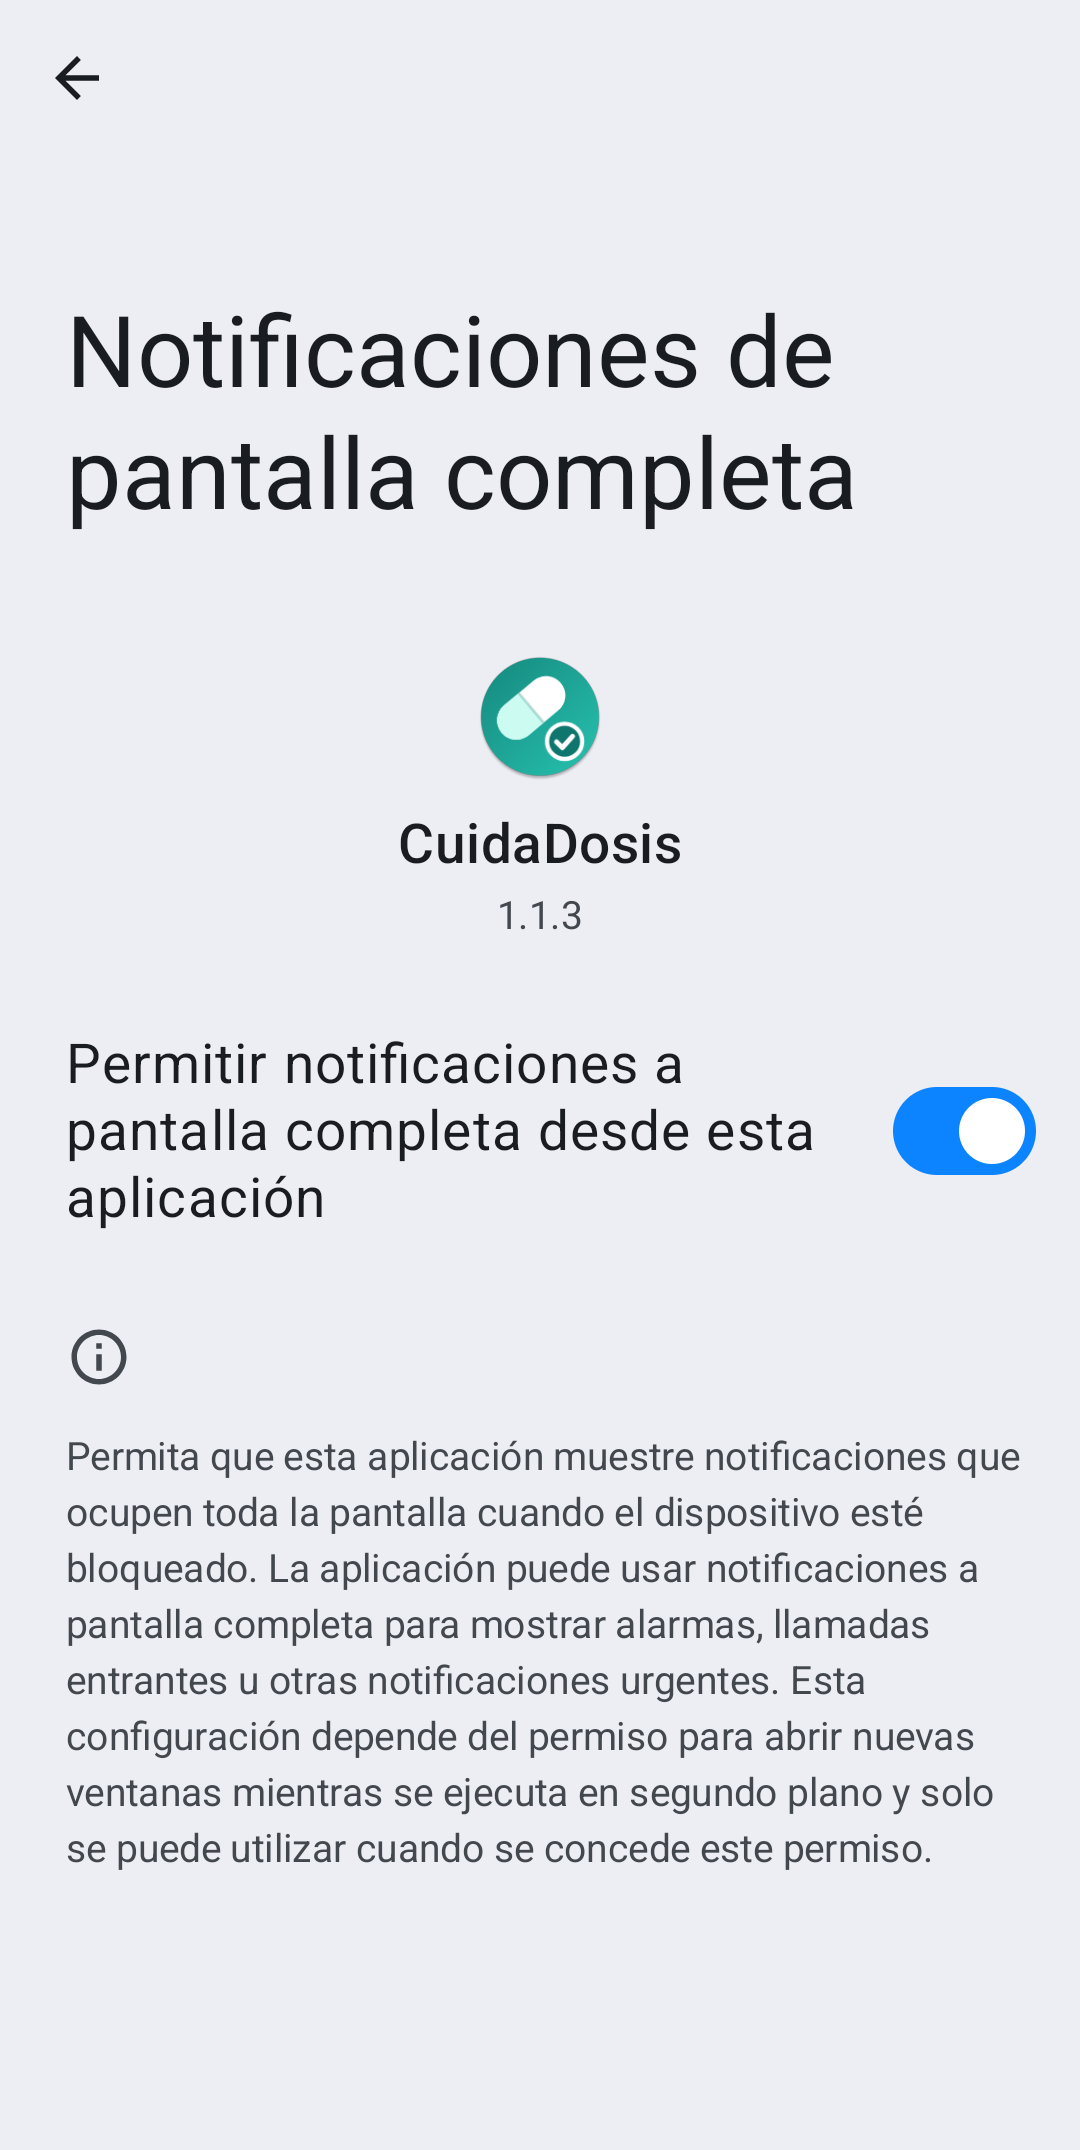 Notificaciones de
pantalla completa
CuidaDosis
1.1.3
Permitir notificaciones a
pantalla completa desde esta
aplicación
Permita que esta aplicación muestre notificaciones que
ocupen toda la pantalla cuando el dispositivo esté
bloqueado. La aplicación puede usar notificaciones a
pantalla completa para mostrar alarmas, llamadas
entrantes u otras notificaciones urgentes. Esta
configuración depende del permiso para abrir nuevas
ventanas mientras se ejecuta en segundo plano y solo
se puede utilizar cuando se concede este permiso.